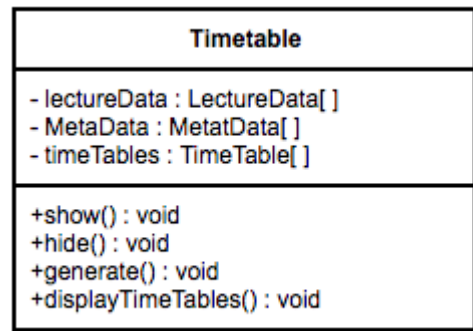 Timetable
- lectureData : LectureData[ ]
- MetaData : MetatData[ ]
- timeTables : TimeTable[ ]
+show() : void
+hide() : void
+generate() : void
+displayTimeTables() : void